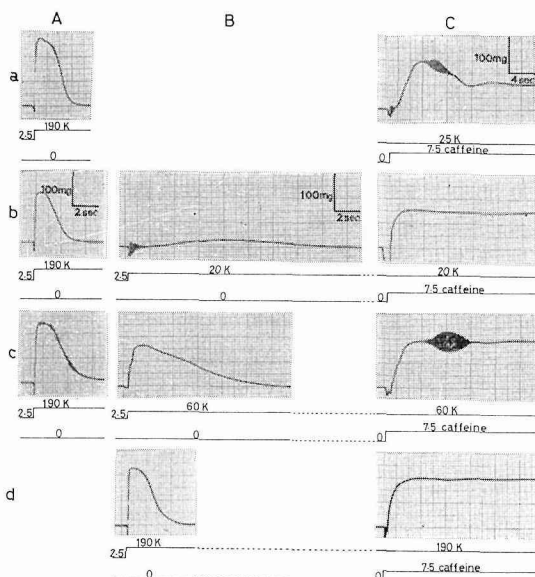 A B C
a
100mg
4 sec
2·5 190 K
0
25 K
0 7·5 caffeine
b
100mg
2 sec
100mg
2 sec
2·5 190 K
2·5 20 K
20 K
0
0
0 7·5 caffeine
c
2·5 190 K
2·5 60 K
60 K
0
0
0 7·5 caffeine
d
2·5 190 K
190 K
0
0 7·5 caffeine